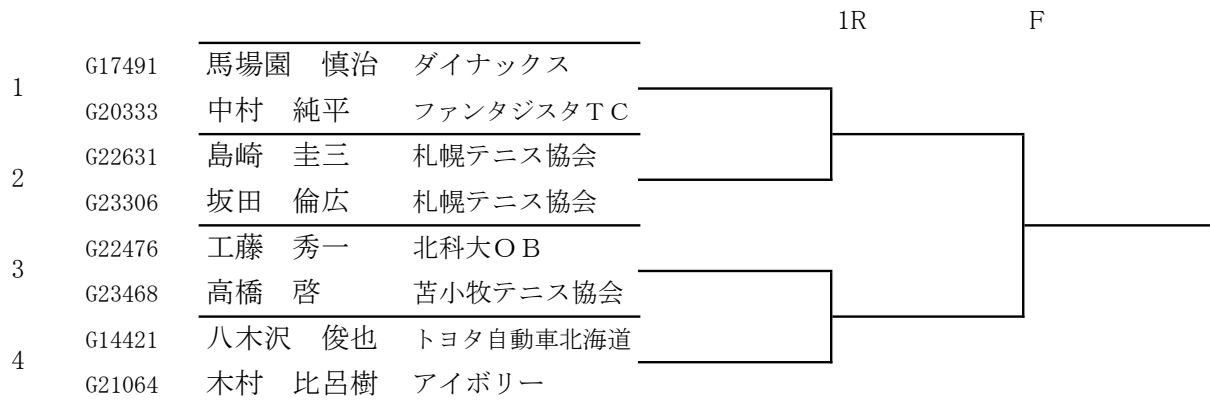 1R F
1
G17491 馬場園 慎治 ダイナックス
G20333 中村 純平 ファンタジスタTC
2
G22631 島崎 圭三 札幌テニス協会
G23306 坂田 倫広 札幌テニス協会
3
G22476 工藤 秀一 北科大OB
G23468 高橋 啓 苫小牧テニス協会
4
G14421 八木沢 俊也 トヨタ自動車北海道
G21064 木村 比呂樹 アイボリー